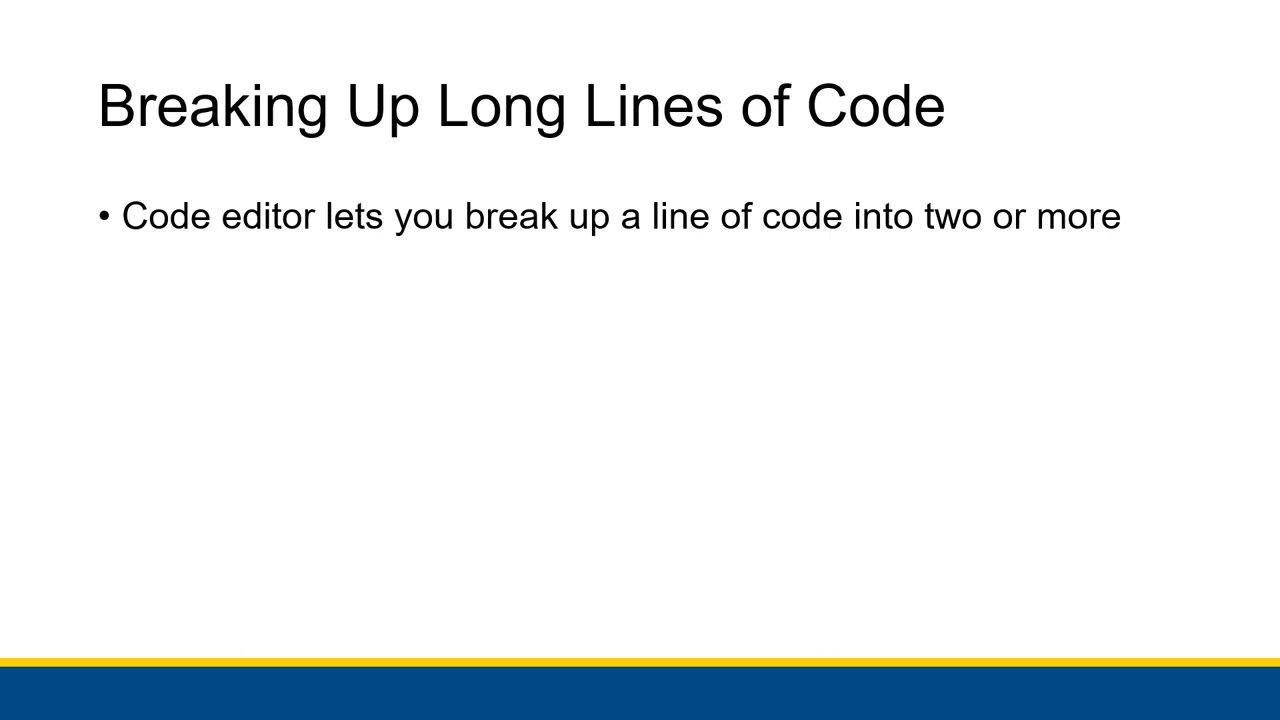 Breaking Up Long Lines of Code
• Code editor lets you break up a line of code into two or more